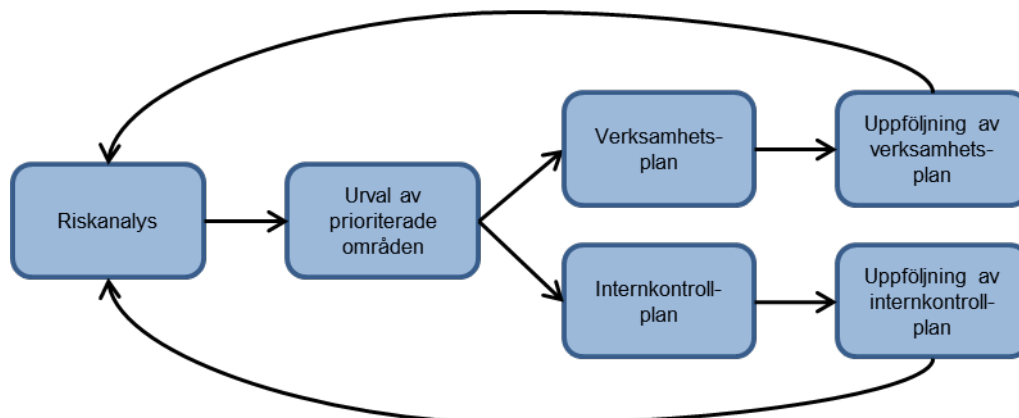 Riskanalys
Urval av
prioriterade
områden
Verksamhets-
plan
Uppföljning av
verksamhets-
plan
Internkontroll-
plan
Uppföljning av
internkontroll-
plan